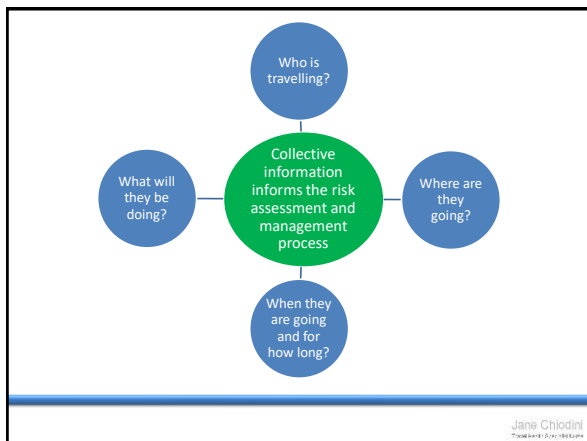 Who is
travelling?
Collective
information
informs the risk
assessment and
management
process
What will
they be
doing?
Where are
they
going?
When they
are going
and for
how long?
Jane Chiodini